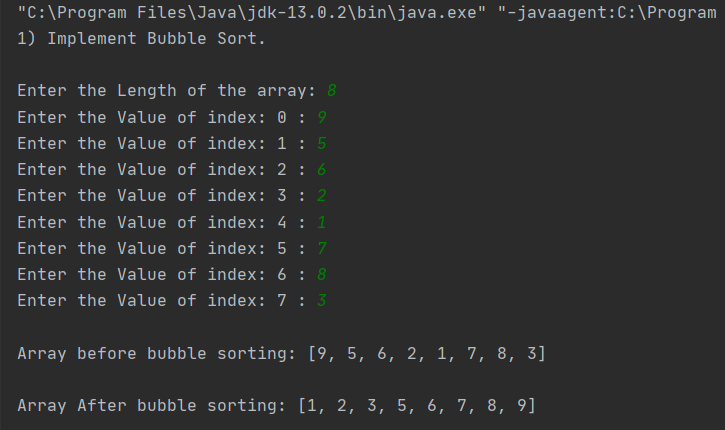 "C:\Program Files\Java\jdk-13.0.2\bin\java.exe" "-javaagent:C:\Program
1) Implement Bubble Sort.
Enter the Length of the array: 8
Enter the Value of index: 0 : 9
Enter the Value of index: 1 : 5
Enter the Value of index: 2 : 6
Enter the Value of index: 3 : 2
Enter the Value of index: 4 : 1
Enter the Value of index: 5 : 7
Enter the Value of index: 6 : 8
Enter the Value of index: 7 : 3
Array before bubble sorting: [9, 5, 6, 2, 1, 7, 8, 3]
Array After bubble sorting: [1, 2, 3, 5, 6, 7, 8, 9]